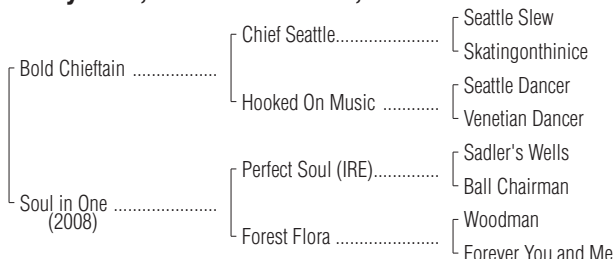 Chief Seattle
Seattle Slew
Skatingonthinice
Bold Chieftain
Hooked On Music
Seattle Dancer
Venetian Dancer
Perfect Soul (IRE)
Sadler's Wells
Ball Chairman
Soul in One
(2008)
Forest Flora
Woodman
Forever You and Me